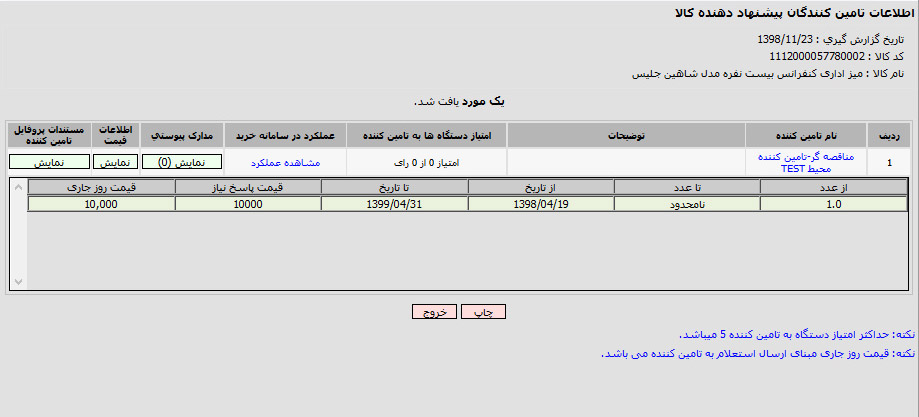 اطلاعات تامین کنندگان پیشنهاد دهنده کالا
تاریخ گزارش گیري : 1398/11/23
کد کالا : 1112000057780002
نام کالا : میز اداری کنفرانس بیست نفره مدل شاهین جلیس
یک مورد یافت شد.
ردیف نام تامین کننده توضیحات امتیاز دستگاه ها به تامین کننده عملکرد در سامانه خرید مدارک پیوستي اطلاعات قیمت مستندات پروفایل تامین کننده
1 مناقصه گر-تامین کننده محیط TEST امتیاز 0 از 0 رای مشاهده عملکرد نمایش (0) نمایش نمایش
از عدد تا عدد از تاریخ تا تاریخ قیمت پاسخ نیاز قیمت روز جاری
1.0 نامحدود 1398/04/19 1399/04/31 10000 10,000
چاپ خروج
نکته: حداکثر امتیاز دستگاه به تامین کننده 5 میباشد.
نکته: قیمت روز جاری مبنای ارسال استعلام به تامین کننده می باشد.